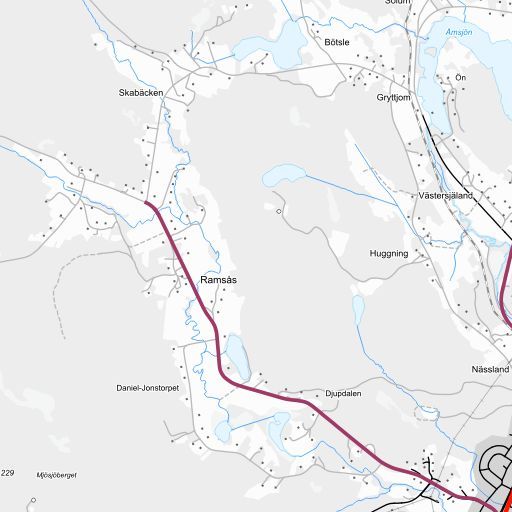 Solum
Åmsjön
Bötsle
Ön
Skabäcken
Gryttjom
Västersjäland
Huggning
Ramsås
Nässland
Daniel-Jonstorpet
Djupdalen
229
Mjösjöberget